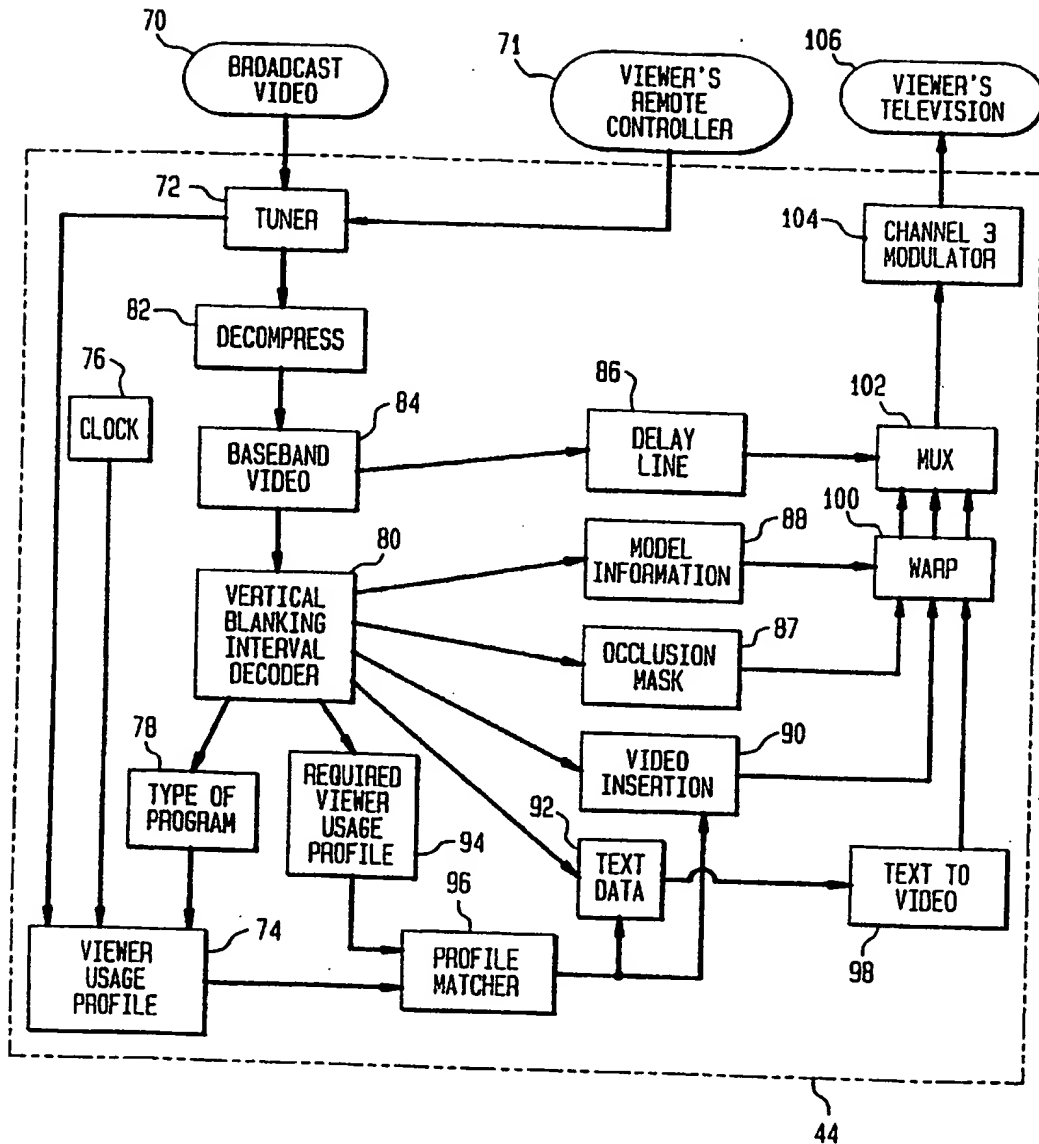 70
BROADCAST
VIDEO
71
VIEWER'S
REMOTE
CONTROLLER
106
VIEWER'S
TELEVISION
72
TUNER
104
CHANNEL 3
MODULATOR
82
DECOMPRESS
76
CLOCK
84
BASEBAND
VIDEO
86
DELAY
LINE
102
MUX
80
VERTICAL
BLANKING
INTERVAL
DECODER
88
MODEL
INFORMATION
100
WARP
87
OCCLUSION
MASK
78
TYPE OF
PROGRAM
REQUIRED
VIEWER
USAGE
PROFILE
94
90
VIDEO
INSERTION
92
TEXT
DATA
TEXT TO
VIDEO
98
74
VIEWER
USAGE
PROFILE
96
PROFILE
MATCHER
44